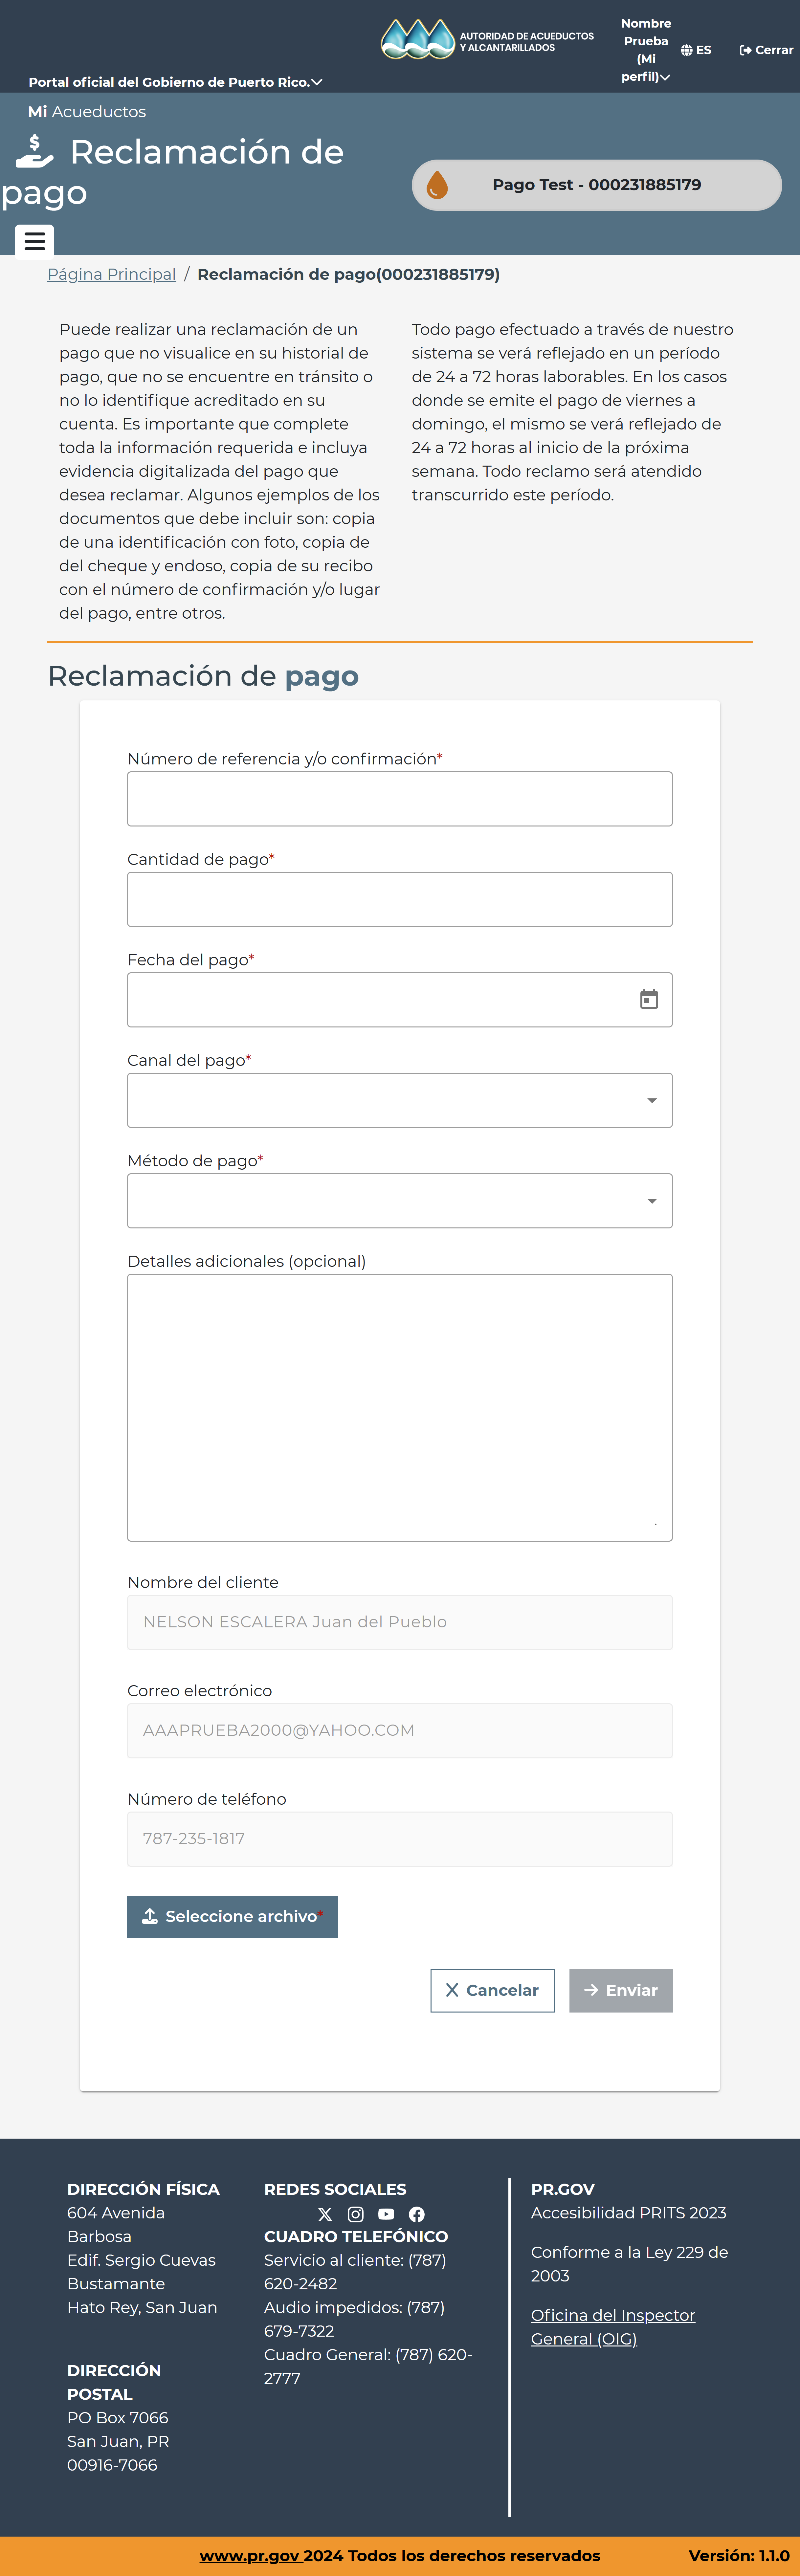 AUTORIDAD DE ACUEDUCTOS
Y ALCANTARILLADOS
Nombre
Prueba
(Mi
perfil)
ES
Cerrar
Portal oficial del Gobierno de Puerto Rico.
Mi Acueductos
Reclamación de
pago
Pago Test - 000231885179
Página Principal / Reclamación de pago(000231885179)
Puede realizar una reclamación de un
pago que no visualice en su historial de
pago, que no se encuentre en tránsito o
no lo identifique acreditado en su
cuenta. Es importante que complete
toda la información requerida e incluya
evidencia digitalizada del pago que
desea reclamar. Algunos ejemplos de los
documentos que debe incluir son: copia
de una identificación con foto, copia de
del cheque y endoso, copia de su recibo
con el número de confirmación y/o lugar
del pago, entre otros.
Todo pago efectuado a través de nuestro
sistema se verá reflejado en un período
de 24 a 72 horas laborables. En los casos
donde se emite el pago de viernes a
domingo, el mismo se verá reflejado de
24 a 72 horas al inicio de la próxima
semana. Todo reclamo será atendido
transcurrido este período.
Reclamación de pago
Número de referencia y/o confirmación*
Cantidad de pago*
Fecha del pago*
Canal del pago*
Método de pago*
Detalles adicionales (opcional)
Nombre del cliente
NELSON ESCALERA Juan del Pueblo
Correo electrónico
AAAPRUEBA2000@YAHOO.COM
Número de teléfono
787-235-1817
Seleccione archivo*
Cancelar
Enviar
DIRECCIÓN FÍSICA
604 Avenida
Barbosa
Edif. Sergio Cuevas
Bustamante
Hato Rey, San Juan
DIRECCIÓN
POSTAL
PO Box 7066
San Juan, PR
00916-7066
REDES SOCIALES
CUADRO TELEFÓNICO
Servicio al cliente: (787)
620-2482
Audio impedidos: (787)
679-7322
Cuadro General: (787) 620-
2777
PR.GOV
Accesibilidad PRITS 2023
Conforme a la Ley 229 de
2003
Oficina del Inspector
General (OIG)
www.pr.gov 2024 Todos los derechos reservados
Versión: 1.1.0